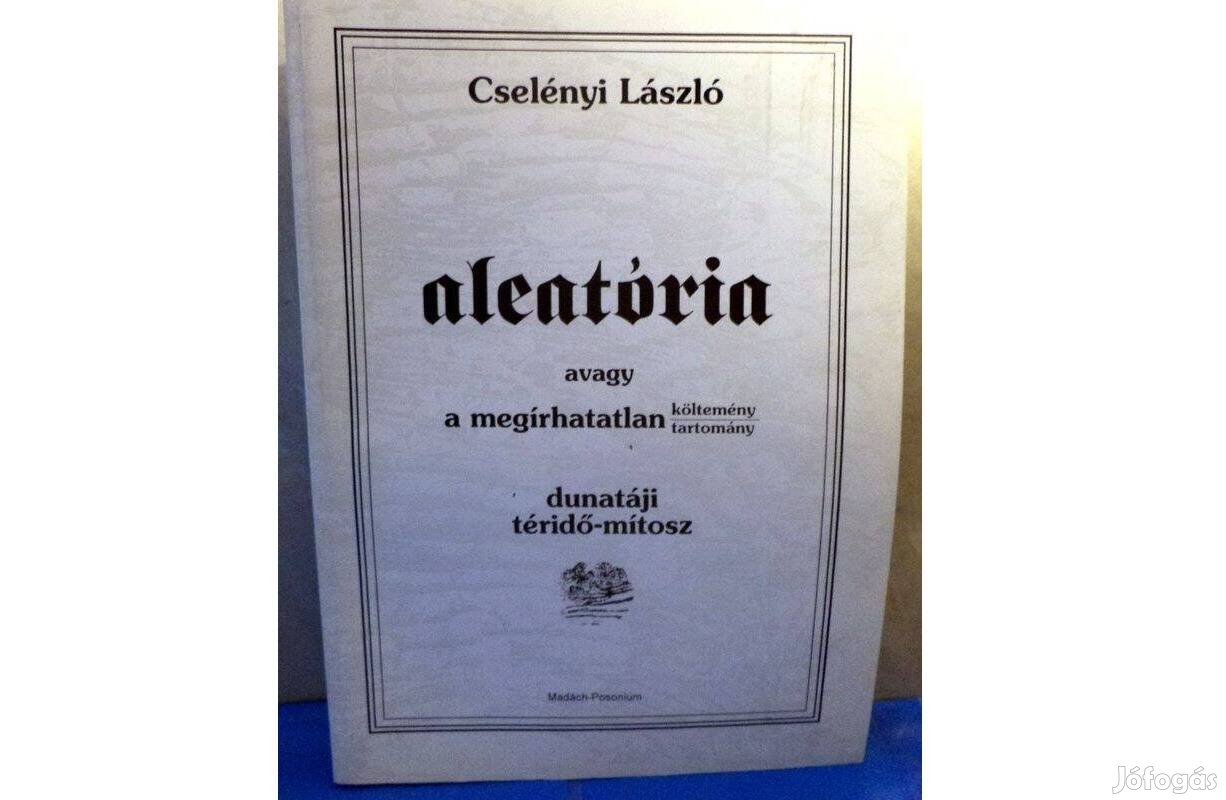 Cselényi László
aleatória
avagy
a megírhatatlan költemény
tartomány
dunatáji
téridő-mítosz
Madách-Posonium
Jófogás